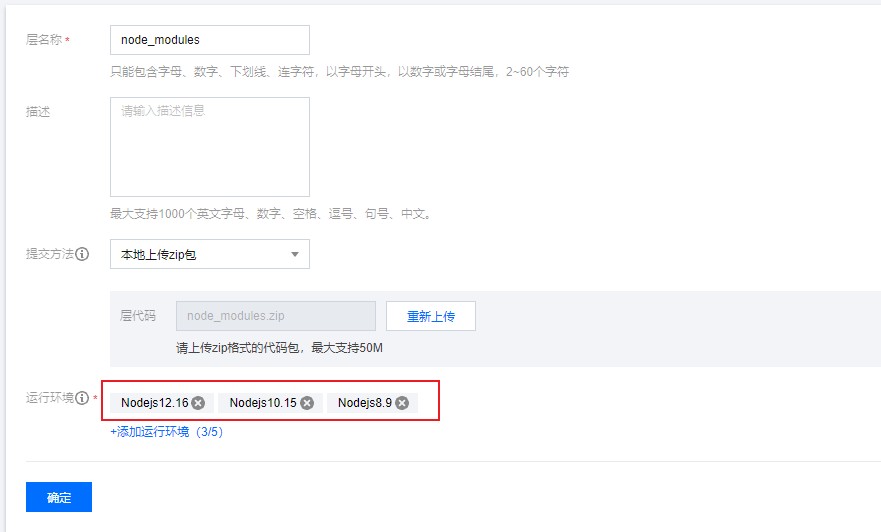 层名称 * node_modules
只能包含字母、数字、下划线、连字符，以字母开头，以数字或字母结尾，2~60个字符
描述 请输入描述信息
最大支持1000个英文字母、数字、空格、逗号、句号、中文。
提交方法 本地上传zip包
层代码 node_modules.zip 重新上传
请上传zip格式的代码包，最大支持50M
运行环境 * Nodejs12.16 Nodejs10.15 Nodejs8.9
+添加运行环境（3/5）
确定